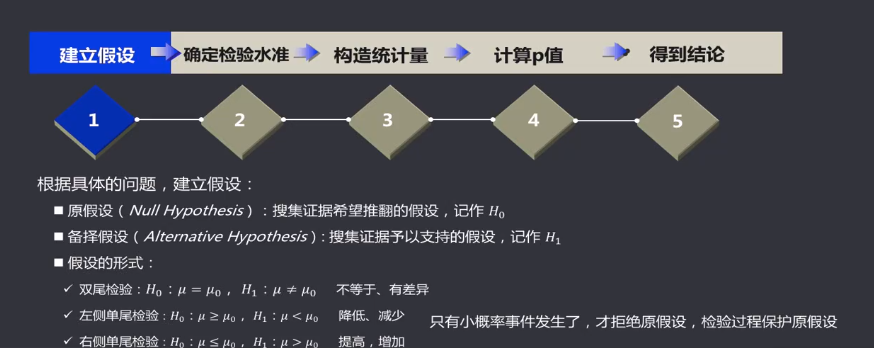 建立假设 确定检验水准 构造统计量 计算p值 得到结论
1 2 3 4 5
根据具体的问题，建立假设：
■ 原假设（Null Hypothesis）：搜集证据希望推翻的假设，记作 H₀
■ 备择假设（Alternative Hypothesis）：搜集证据予以支持的假设，记作 H₁
■ 假设的形式：
✓ 双尾检验：H₀：μ = μ₀ ，H₁：μ ≠ μ₀ 不等于、有差异
✓ 左侧单尾检验：H₀：μ ≥ μ₀ ，H₁：μ < μ₀ 降低、减少
只有小概率事件发生了，才拒绝原假设，检验过程保护原假设
✓ 右侧单尾检验：H₀：μ ≤ μ₀ ，H₁：μ > μ₀ 提高，增加